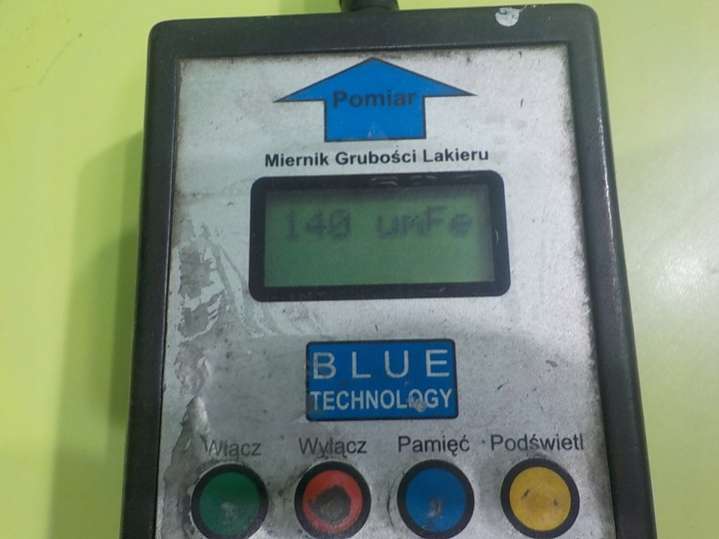 Pomiar
Miernik Grubości Lakieru
140 umFe
BLUE
TECHNOLOGY
Włącz Wyłącz Pamięć Podświetl